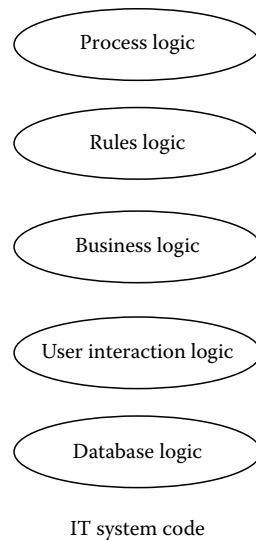 Process logic
Rules logic
Business logic
User interaction logic
Database logic
IT system code